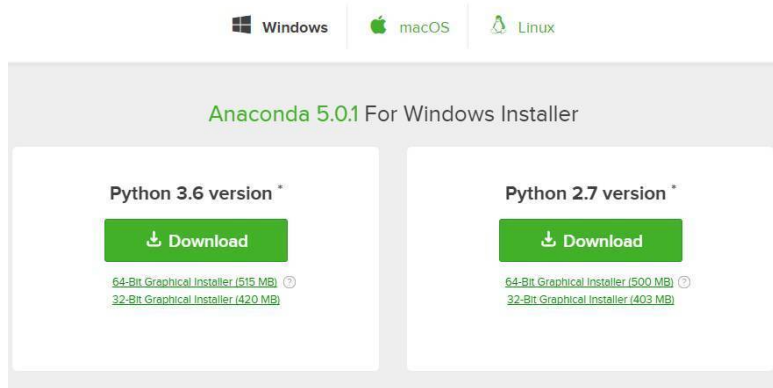 Windows macOS Linux
Anaconda 5.0.1 For Windows Installer
Python 3.6 version *
Download
64-Bit Graphical Installer (515 MB) ?
32-Bit Graphical Installer (420 MB)
Python 2.7 version *
Download
64-Bit Graphical Installer (500 MB) ?
32-Bit Graphical Installer (403 MB)